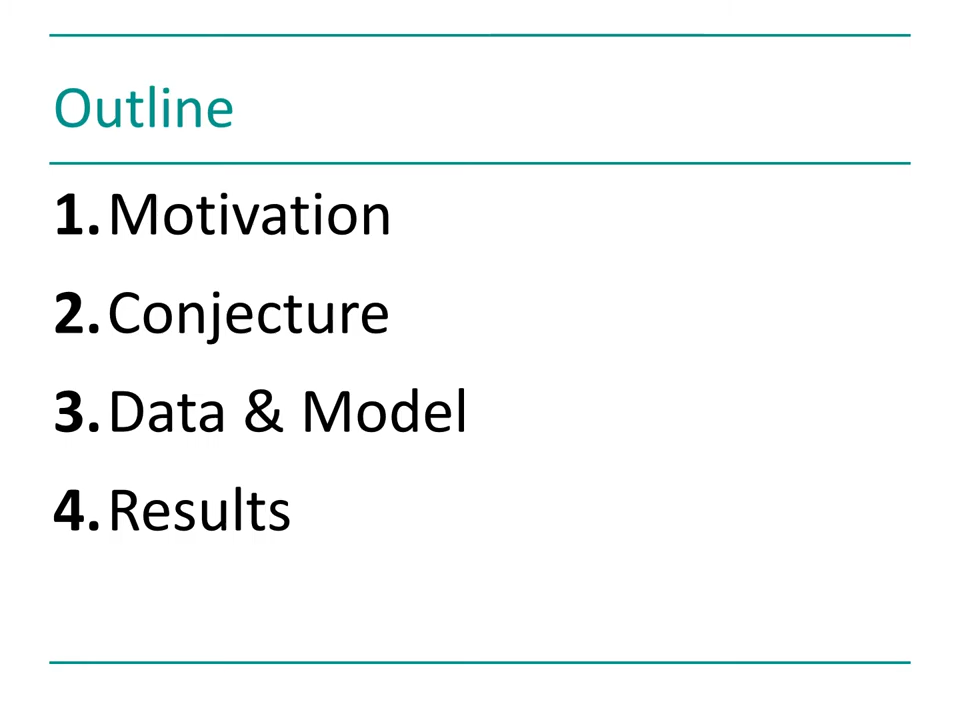 Outline
1. Motivation
2. Conjecture
3. Data & Model
4. Results